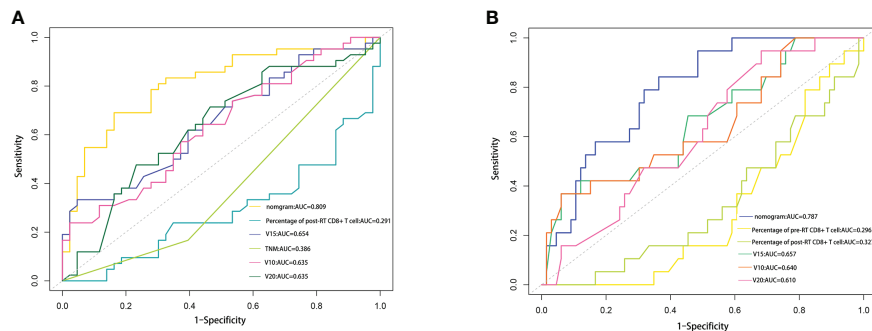 A
B
1.0
0.8
0.6
0.4
0.2
0.0
Sensitivity
0.0 0.2 0.4 0.6 0.8 1.0
1-Specificity
nomgram:AUC=0.809
Percentage of post-RT CD8+ T cell:AUC=0.291
V15:AUC=0.654
TNM:AUC=0.386
V10:AUC=0.635
V20:AUC=0.635
1.0
0.8
0.6
0.4
0.2
0.0
Sensitivity
0.0 0.2 0.4 0.6 0.8 1.0
1-Specificity
nomogram:AUC=0.787
Percentage of pre-RT CD8+ T cell:AUC=0.296
Percentage of post-RT CD8+ T cell:AUC=0.327
V15:AUC=0.657
V10:AUC=0.640
V20:AUC=0.610